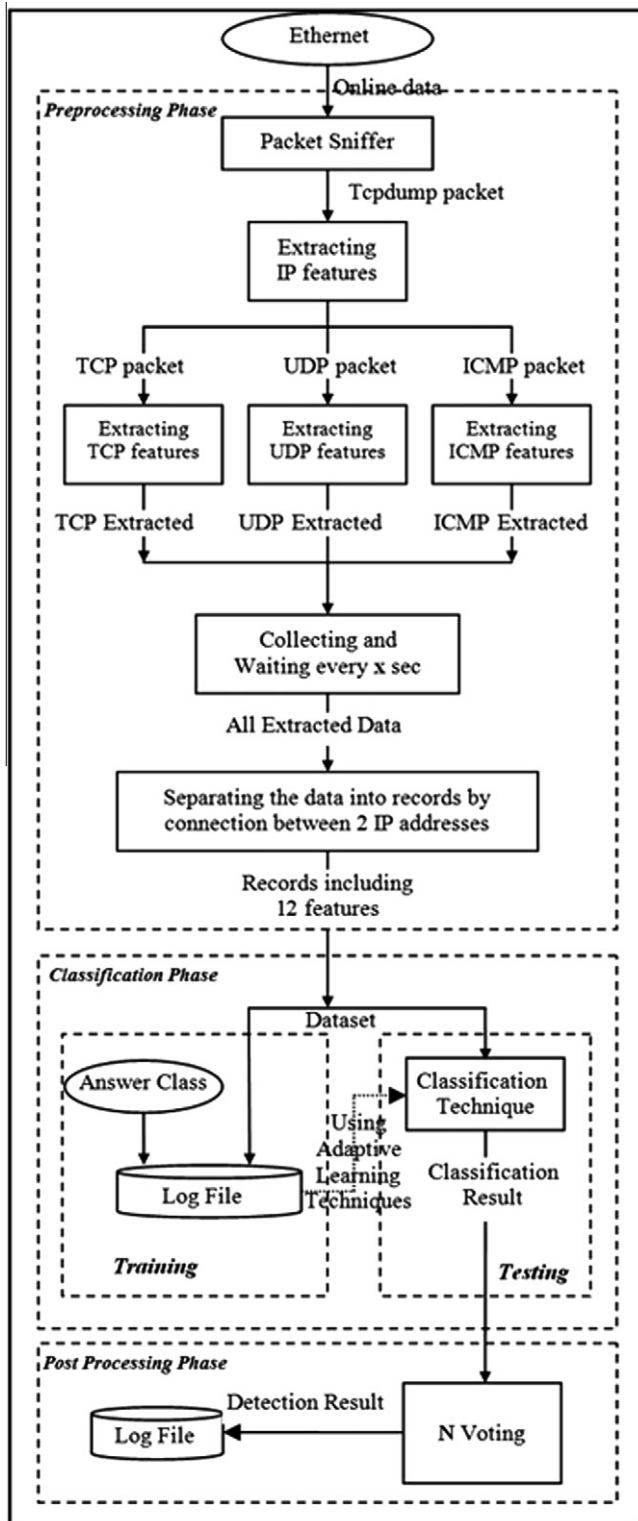 Ethernet
Online data
Preprocessing Phase
Packet Sniffer
Tcpdump packet
Extracting
IP features
TCP packet
UDP packet
ICMP packet
Extracting
TCP features
Extracting
UDP features
Extracting
ICMP features
TCP Extracted
UDP Extracted
ICMP Extracted
Collecting and
Waiting every x sec
All Extracted Data
Separating the data into records by
connection between 2 IP addresses
Records including
12 features
Classification Phase
Dataset
Answer Class
Classification
Technique
Using
Adaptive
Learning
Techniques
Log File
Classification
Result
Training
Testing
Post Processing Phase
Detection Result
Log File
N Voting